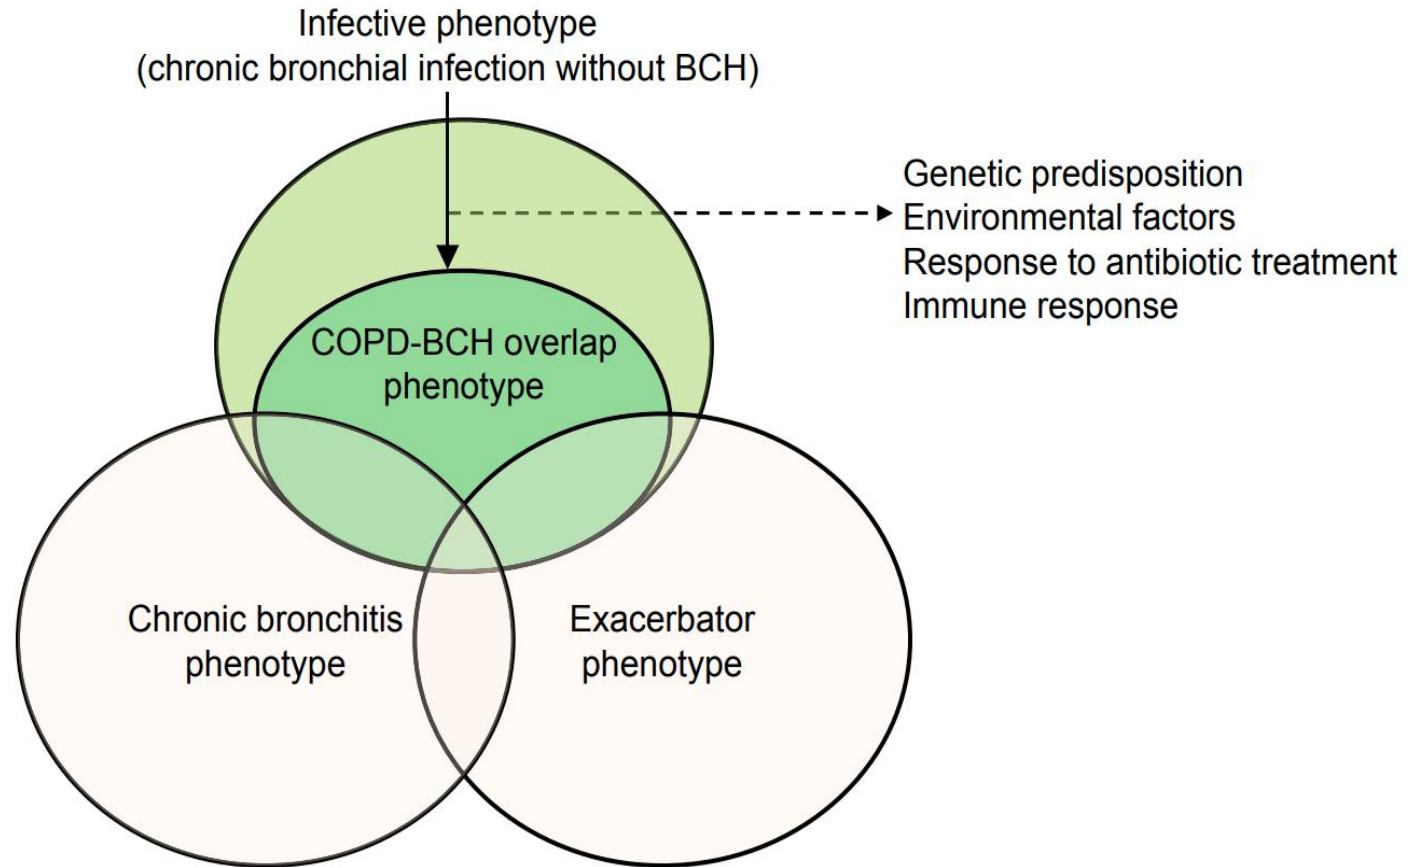 Infective phenotype
(chronic bronchial infection without BCH)
Genetic predisposition
Environmental factors
Response to antibiotic treatment
Immune response
COPD-BCH overlap
phenotype
Chronic bronchitis
phenotype
Exacerbator
phenotype